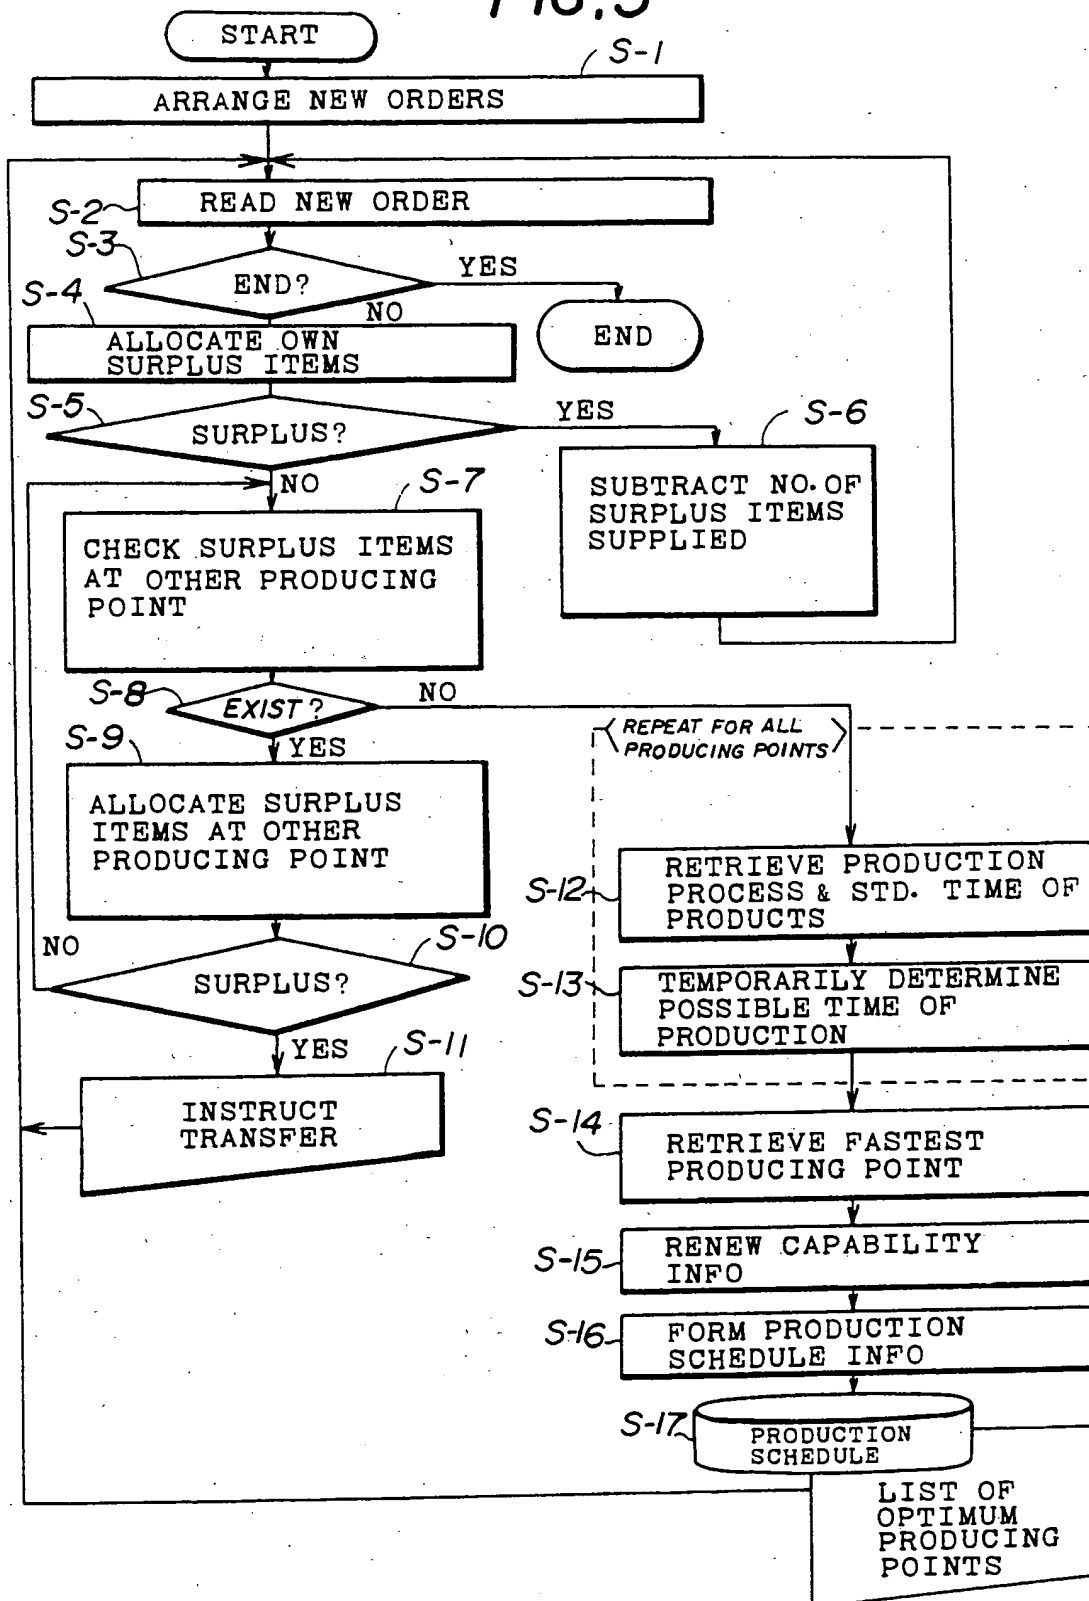 START
S-1
ARRANGE NEW ORDERS
S-2
READ NEW ORDER
S-3
END?
YES
NO
END
S-4
ALLOCATE OWN
SURPLUS ITEMS
S-5
SURPLUS?
YES
NO
S-6
SUBTRACT NO. OF
SURPLUS ITEMS
SUPPLIED
S-7
CHECK SURPLUS ITEMS
AT OTHER PRODUCING
POINT
S-8
EXIST?
NO
YES
S-9
ALLOCATE SURPLUS
ITEMS AT OTHER
PRODUCING POINT
S-10
NO
SURPLUS?
YES
S-11
INSTRUCT
TRANSFER
REPEAT FOR ALL
PRODUCING POINTS
S-12
RETRIEVE PRODUCTION
PROCESS & STD. TIME OF
PRODUCTS
S-13
TEMPORARILY DETERMINE
POSSIBLE TIME OF
PRODUCTION
S-14
RETRIEVE FASTEST
PRODUCING POINT
S-15
RENEW CAPABILITY
INFO
S-16
FORM PRODUCTION
SCHEDULE INFO
S-17
PRODUCTION
SCHEDULE
LIST OF
OPTIMUM
PRODUCING
POINTS